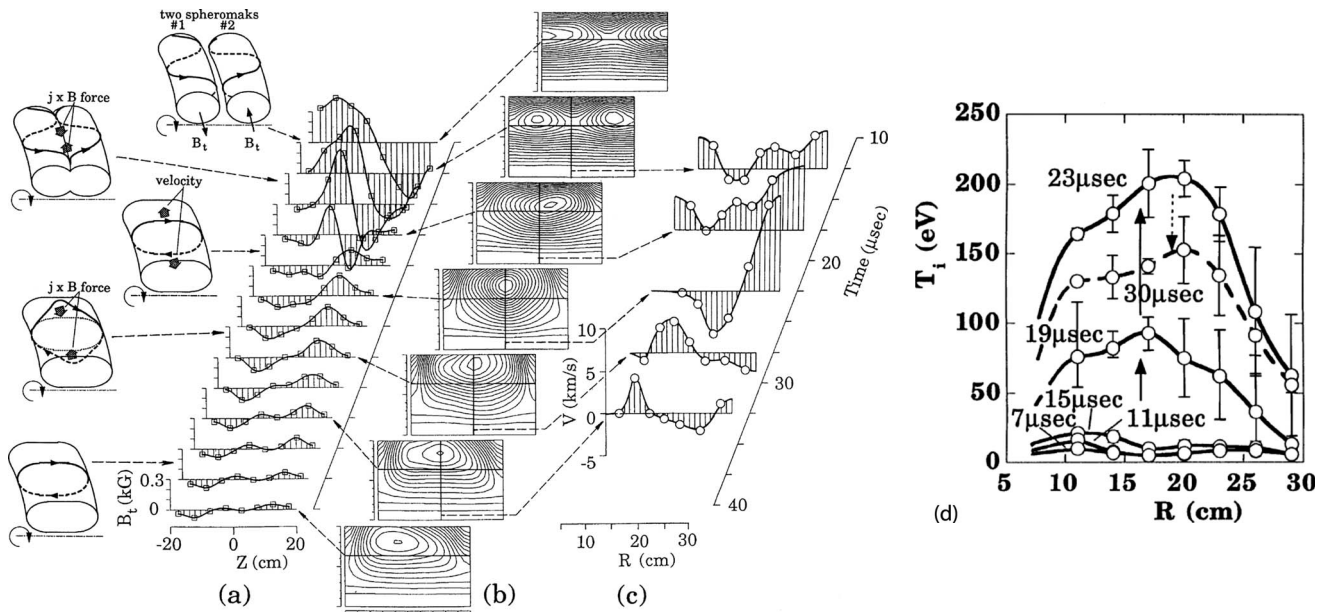 two spheromaks
#1 #2
j x B force
B_t B_t
velocity
j x B force
0.3
0
B_t (kG)
-20 0 20
Z (cm)
(a)
(b)
10
20
30
40
Time (μsec)
10
5
0
-5
V (km/s)
10 20 30
R (cm)
(c)
250
200
150
100
50
0
T_i (eV)
23μsec
30μsec
19μsec
15μsec
7μsec
11μsec
5 10 15 20 25 30
R (cm)
(d)